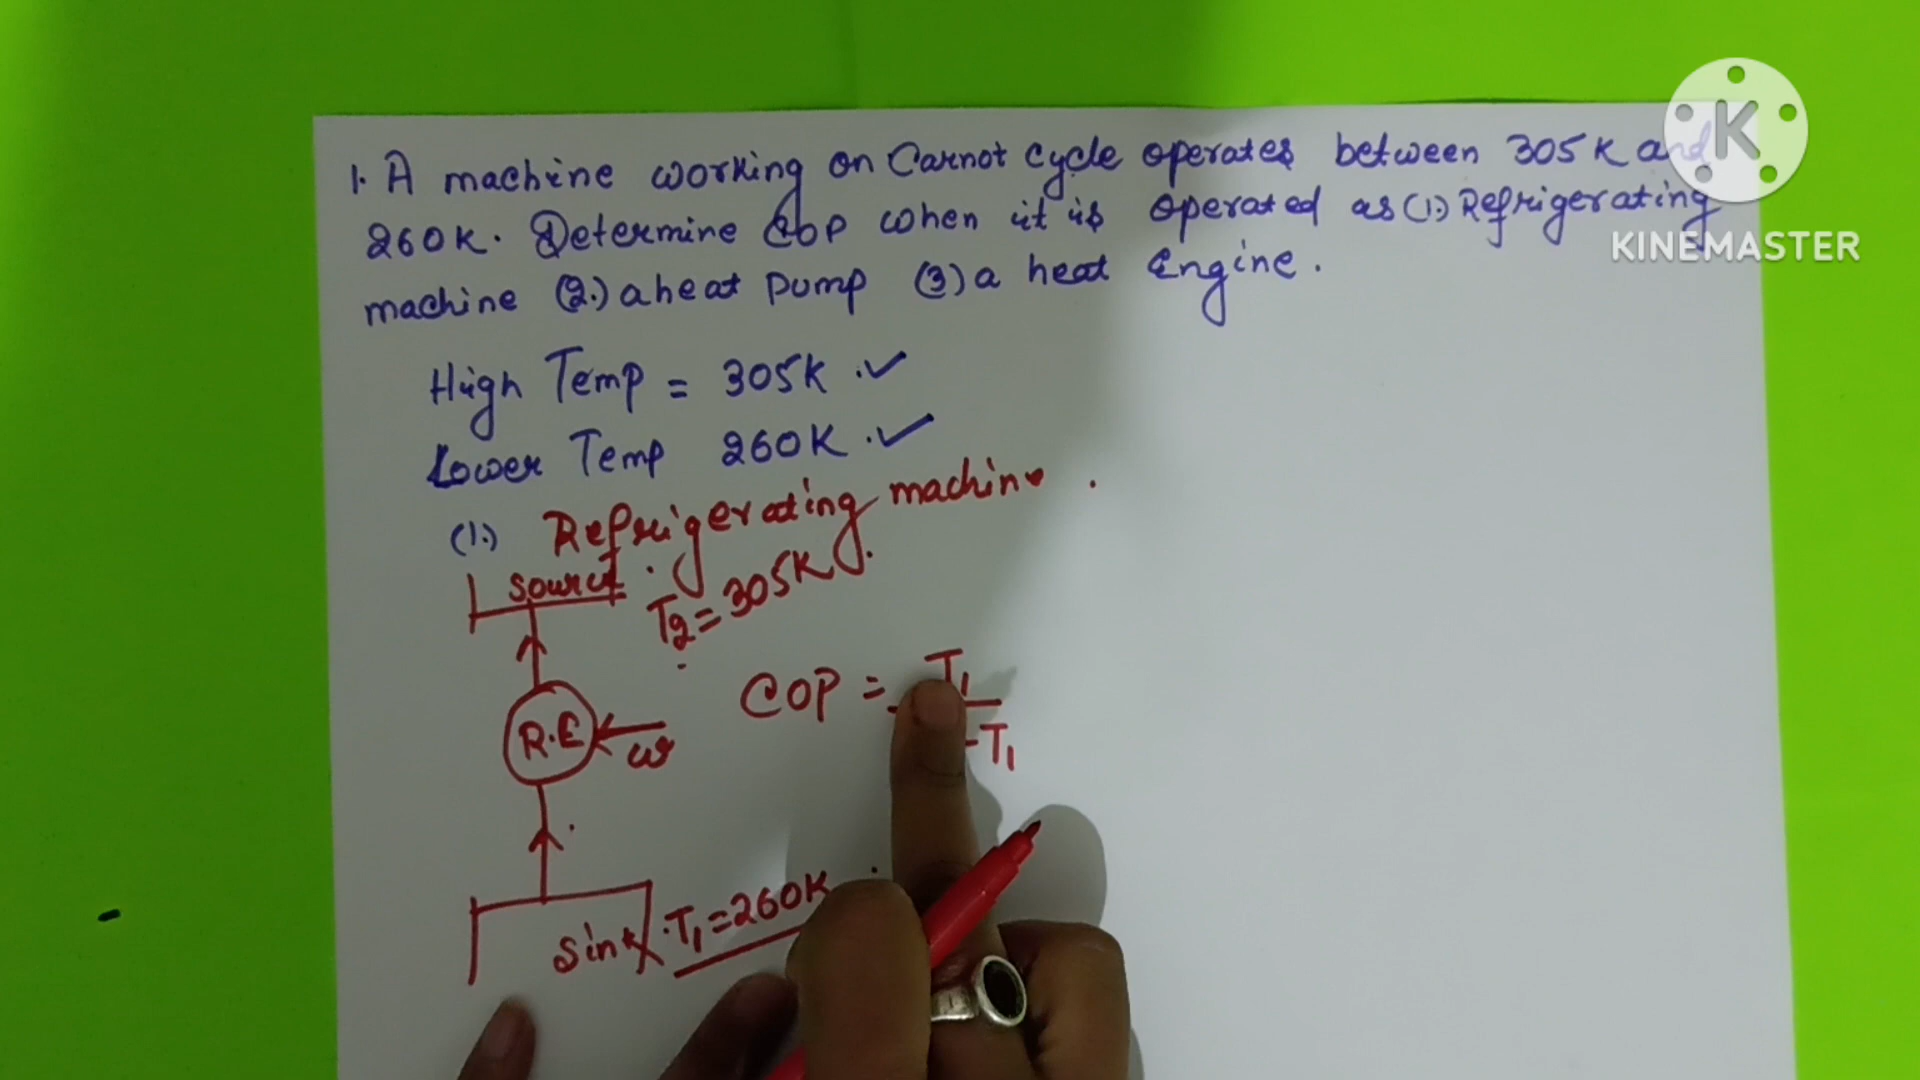 1. A machine working on Carnot cycle operates between 305K and
260K. Determine COP when it is operated as (1.) Refrigerating
machine (2.) a heat pump (3) a heat Engine.
High Temp = 305K.
Lower Temp 260K.
(1.) Refrigerating machine.
source.
T2 = 305K.
R.E
w
COP = T1
-T1
sink. T1 = 260K
K
KINEMASTER